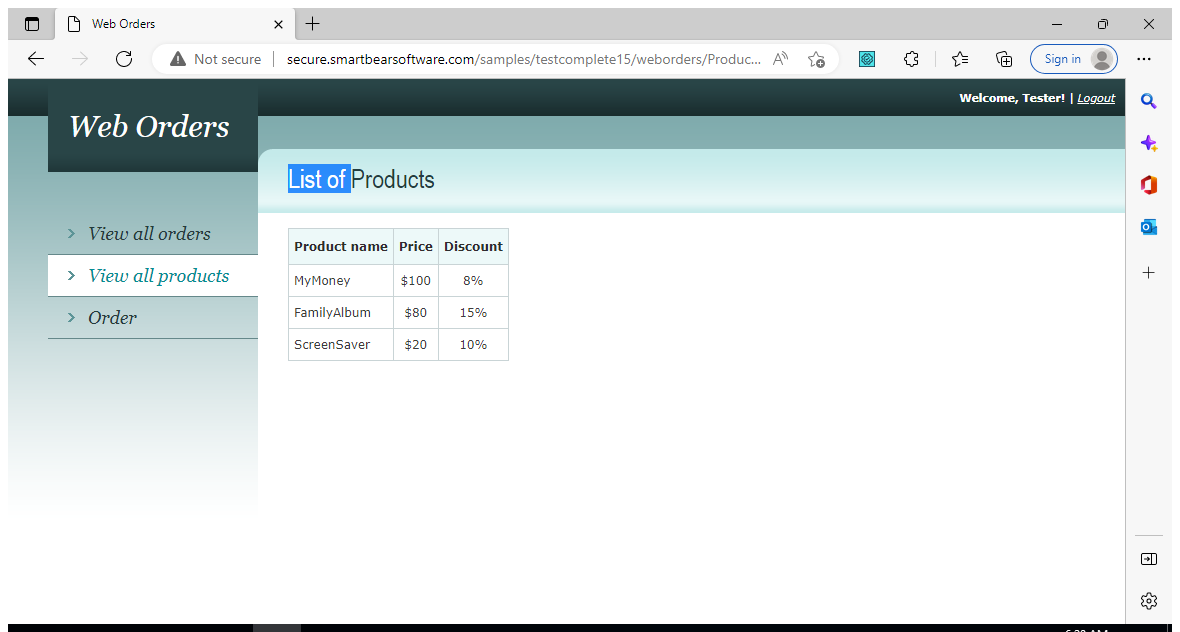 Web Orders
Not secure
secure.smartbearsoftware.com/samples/testcomplete15/weborders/Produc...
Sign in
Welcome, Tester! | Logout
Web Orders
List of Products
View all orders
View all products
Order
Product name Price Discount
MyMoney $100 8%
FamilyAlbum $80 15%
ScreenSaver $20 10%